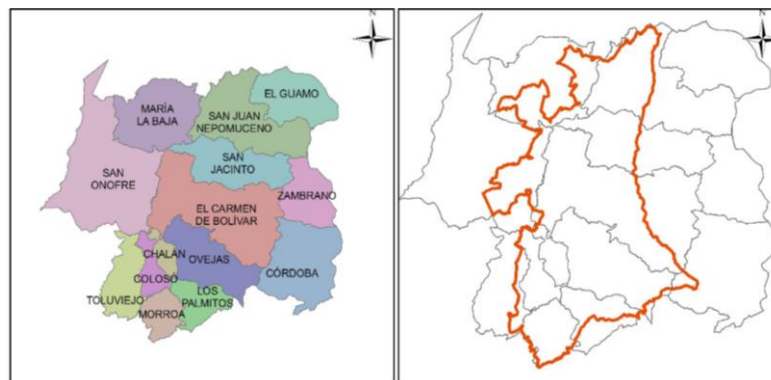 N
N
EL GUAMO
MARÍA
LA BAJA
SAN JUAN
NEPOMUCENO
SAN
JACINTO
SAN
ONOFRE
ZAMBRANO
EL CARMEN
DE BOLÍVAR
CHALÁN
OVEJAS
CÓRDOBA
COLOSÓ
TOLUVIEJO
LOS
PALMITOS
MORROA